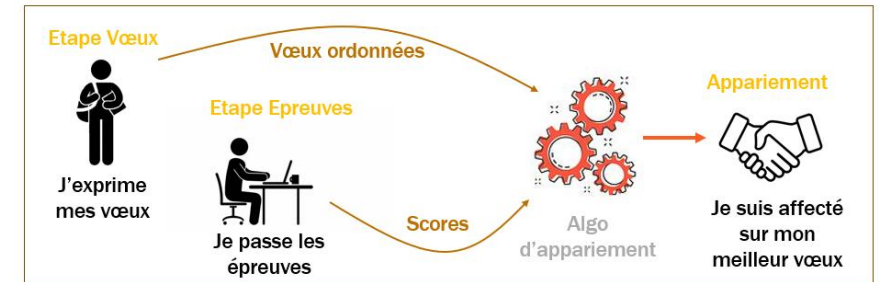 Etape Vœux
Vœux ordonnées
J'exprime
mes vœux
Etape Epreuves
Je passe les
épreuves
Scores
Algo
d'appariement
Appariement
Je suis affecté
sur mon
meilleur vœux